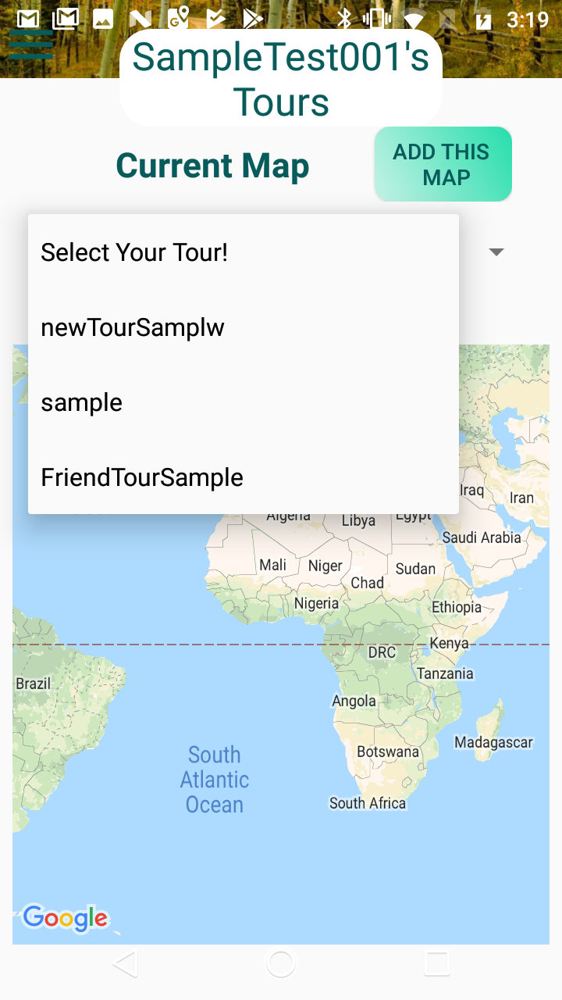 3:19
SampleTest001's
Tours
Current Map
ADD THIS
MAP
Select Your Tour!
newTourSamplw
sample
FriendTourSample
Iraq
Iran
Algeria
Libya
Egypt
Saudi Arabia
Mali
Niger
Sudan
Chad
Nigeria
Ethiopia
Kenya
DRC
Tanzania
Brazil
Angola
Madagascar
Botswana
South
Atlantic
Ocean
South Africa
Google